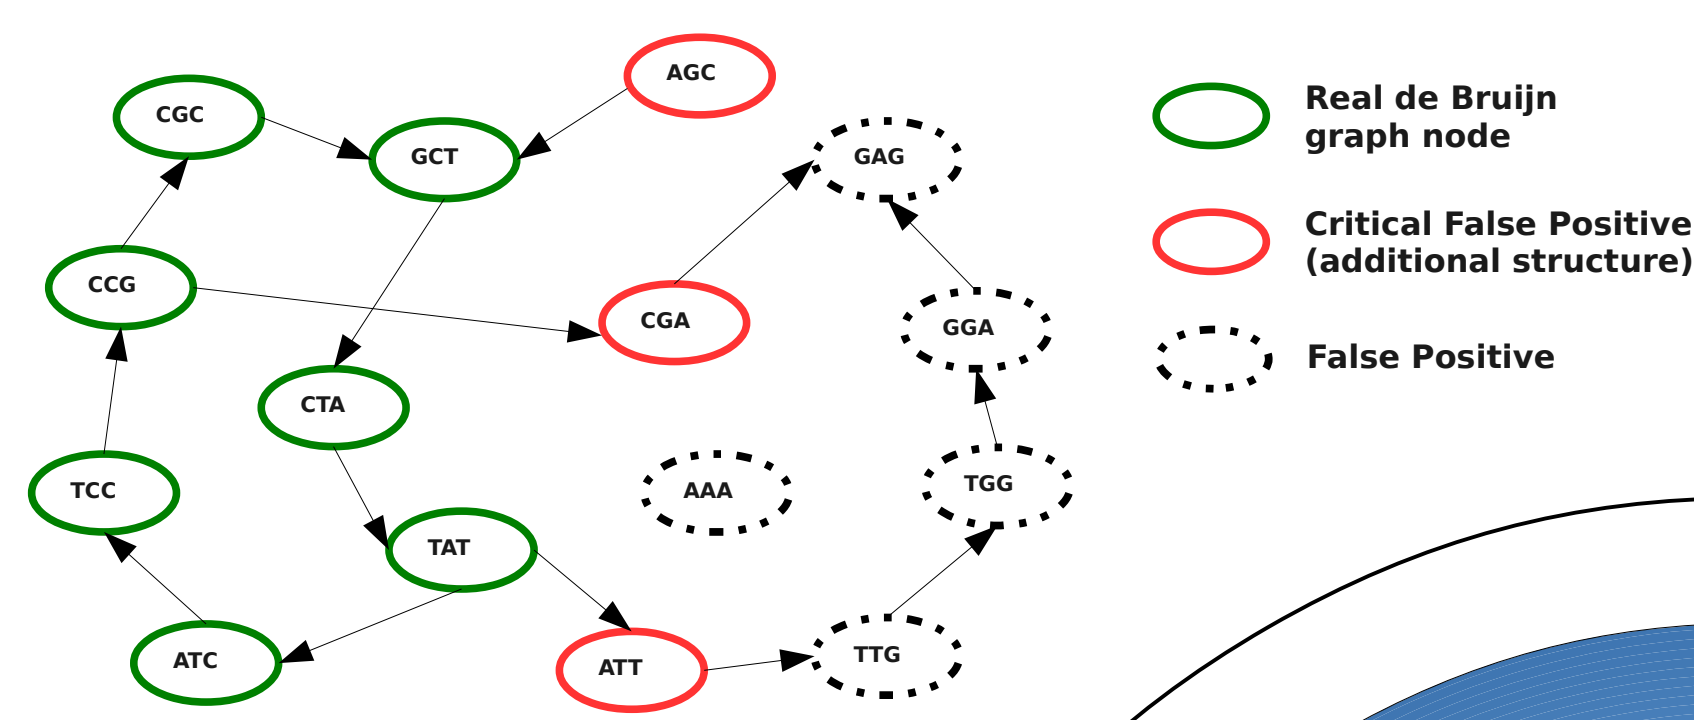 AGC
CGC
GCT
GAG
CCG
CGA
GGA
CTA
TCC
AAA
TGG
TAT
ATC
ATT
TTG
Real de Bruijn
graph node
Critical False Positive
(additional structure)
False Positive